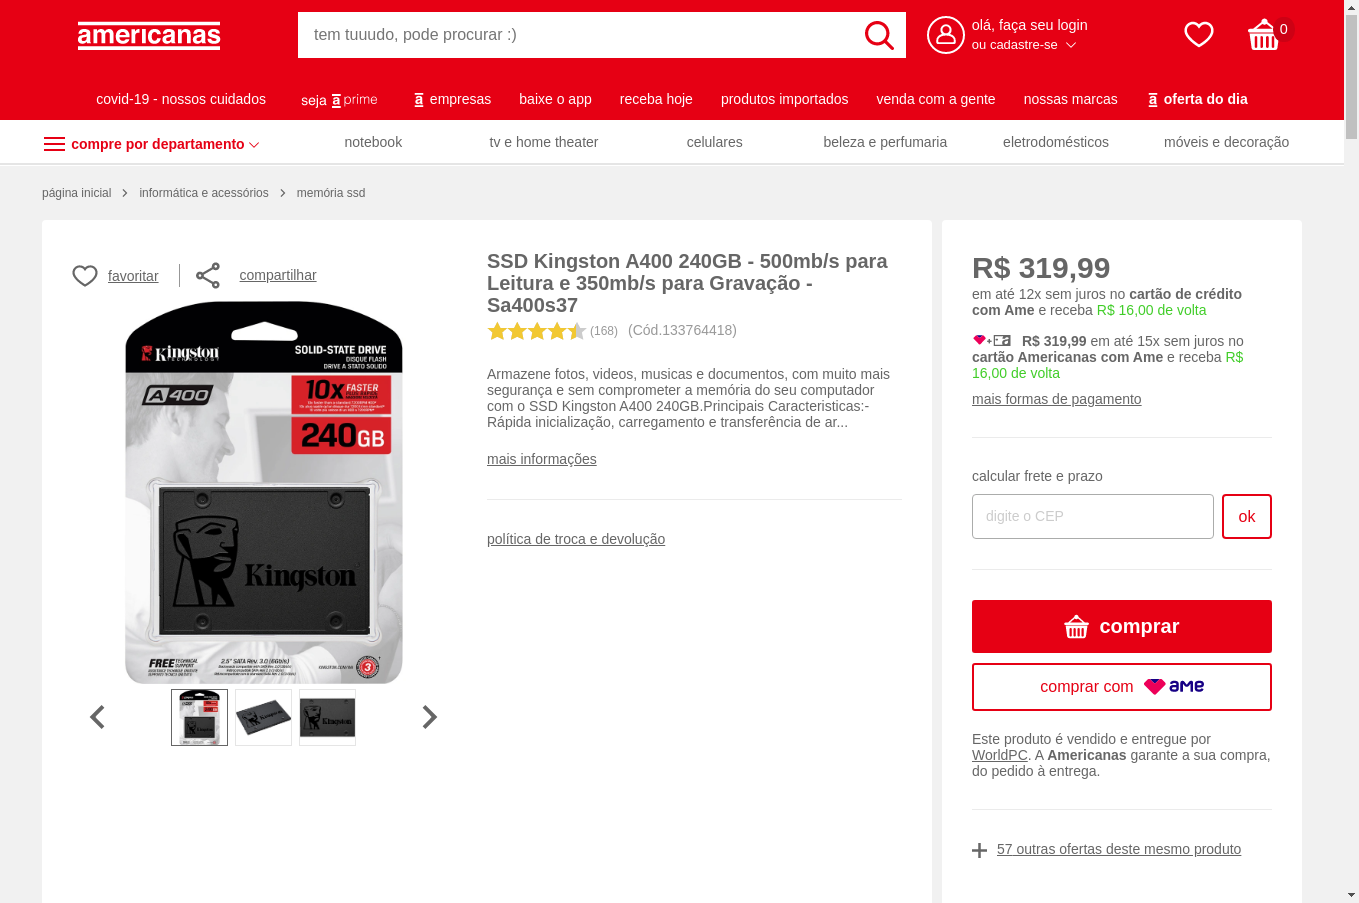 americanas
tem tuuudo, pode procurar :)
olá, faça seu login
ou cadastre-se
0
covid-19 - nossos cuidados
seja a prime
a empresas
baixe o app
receba hoje
produtos importados
venda com a gente
nossas marcas
a oferta do dia
compre por departamento
notebook
tv e home theater
celulares
beleza e perfumaria
eletrodomésticos
móveis e decoração
página inicial
informática e acessórios
memória ssd
favoritar
compartilhar
Kingston
TECHNOLOGY
SOLID-STATE DRIVE
DISQUE FLASH
DRIVE A STATO SOLIDO
A400
10x FASTER
240GB
Kingston
FREE TECHNICAL
SUPPORT
2.5" SATA Rev. 3.0 (6Gb/s)
3
SSD Kingston A400 240GB - 500mb/s para
Leitura e 350mb/s para Gravação -
Sa400s37
(168)
(Cód.133764418)
Armazene fotos, videos, musicas e documentos, com muito mais
segurança e sem comprometer a memória do seu computador
com o SSD Kingston A400 240GB.Principais Caracteristicas:-
Rápida inicialização, carregamento e transferência de ar...
mais informações
política de troca e devolução
R$ 319,99
em até 12x sem juros no cartão de crédito
com Ame e receba R$ 16,00 de volta
R$ 319,99 em até 15x sem juros no
cartão Americanas com Ame e receba R$
16,00 de volta
mais formas de pagamento
calcular frete e prazo
digite o CEP
ok
comprar
comprar com ame
Este produto é vendido e entregue por
WorldPC. A Americanas garante a sua compra,
do pedido à entrega.
57 outras ofertas deste mesmo produto